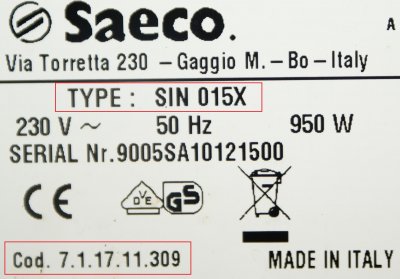 Saeco.
A
Via Torretta 230 – Gaggio M. – Bo – Italy
TYPE : SIN 015X
230 V ~ 50 Hz 950 W
SERIAL Nr.9005SA10121500
CE DVE GS
Cod. 7.1.17.11.309
MADE IN ITALY